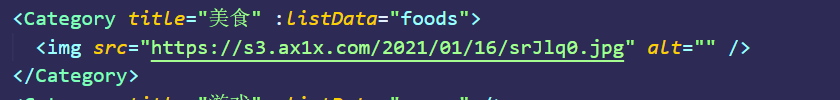 <Category title="美食" :listData="foods">
<img src="https://s3.ax1x.com/2021/01/16/srJlq0.jpg" alt="" />
</Category>